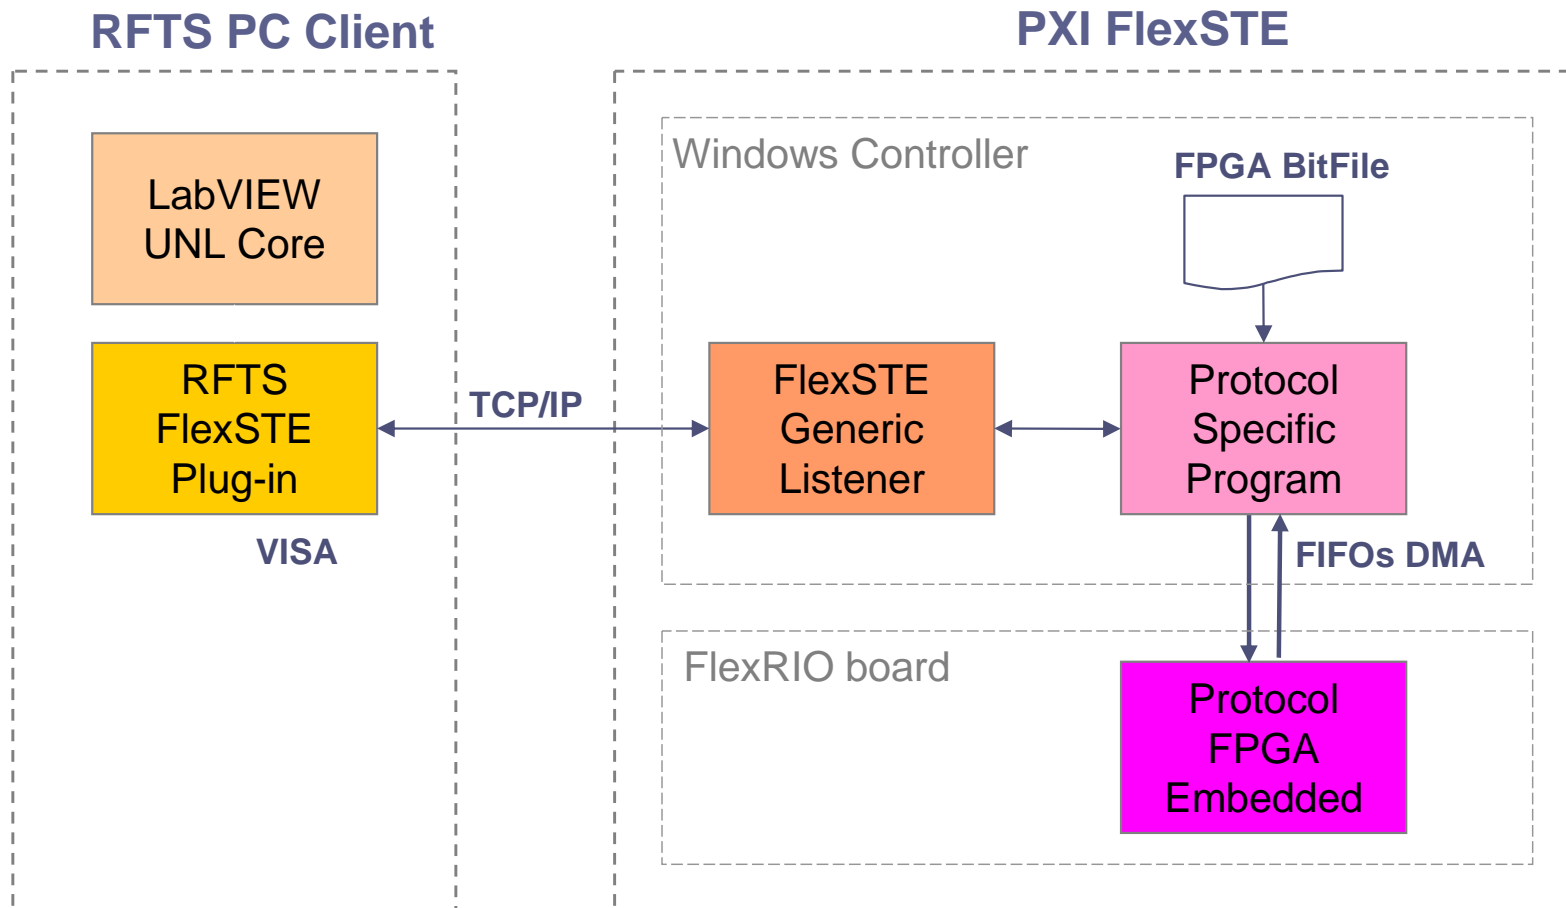 RFTS PC Client
PXI FlexSTE
LabVIEW
UNL Core
RFTS
FlexSTE
Plug-in
VISA
TCP/IP
Windows Controller
FPGA BitFile
FlexSTE
Generic
Listener
Protocol
Specific
Program
FIFOs DMA
FlexRIO board
Protocol
FPGA
Embedded